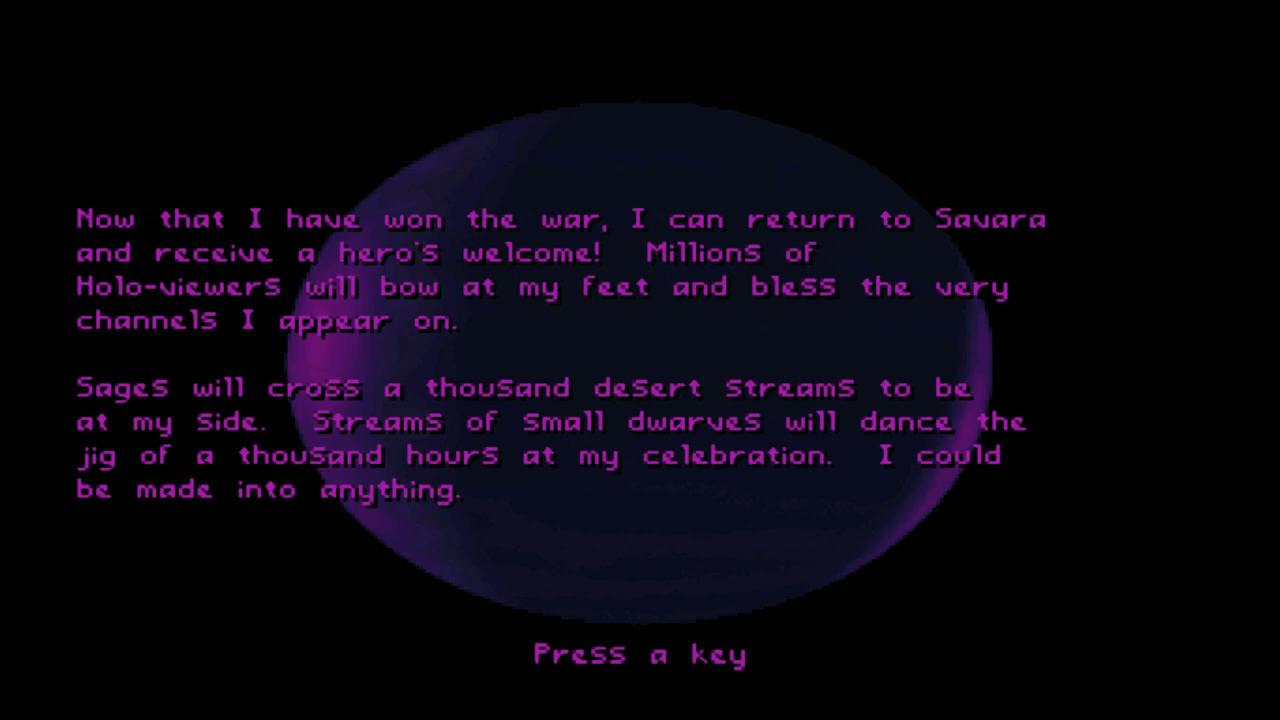 Now that I have won the war, I can return to Savara
and receive a hero's welcome!  Millions of
Holo-viewers will bow at my feet and bless the very
channels I appear on.
Sages will cross a thousand desert streams to be
at my side.  Streams of small dwarves will dance the
jig of a thousand hours at my celebration.  I could
be made into anything.
Press a key